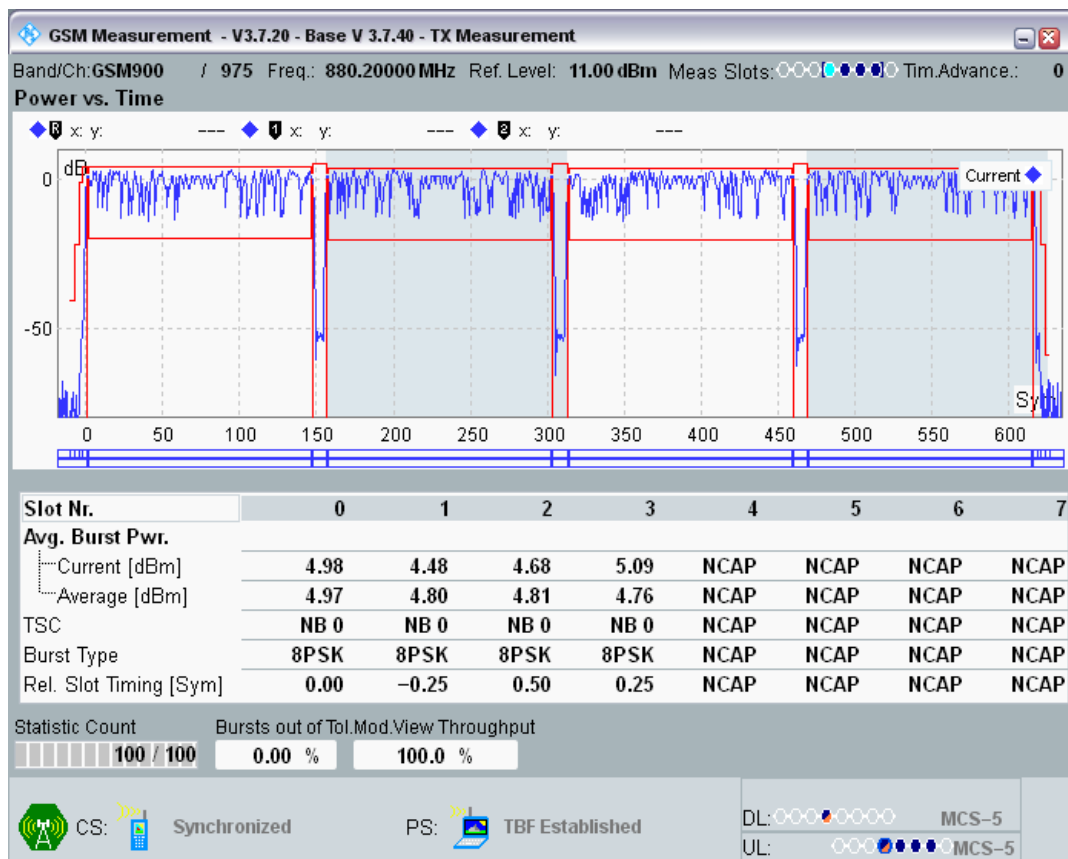 GSM Measurement - V3.7.20 - Base V 3.7.40 - TX Measurement
Band/Ch:GSM900 / 975 Freq.: 880.20000 MHz Ref. Level: 11.00 dBm Meas Slots: Tim.Advance.: 0
Power vs. Time
R x: y: --- 1 x: y: --- 2 x: y: ---
dB
Current
0
-50
0 50 100 150 200 250 300 350 400 450 500 550 600
Slot Nr. 0 1 2 3 4 5 6 7
Avg. Burst Pwr.
Current [dBm] 4.98 4.48 4.68 5.09 NCAP NCAP NCAP NCAP
Average [dBm] 4.97 4.80 4.81 4.76 NCAP NCAP NCAP NCAP
TSC NB 0 NB 0 NB 0 NB 0 NCAP NCAP NCAP NCAP
Burst Type 8PSK 8PSK 8PSK 8PSK NCAP NCAP NCAP NCAP
Rel. Slot Timing [Sym] 0.00 −0.25 0.50 0.25 NCAP NCAP NCAP NCAP
Statistic Count Bursts out of Tol.Mod.View Throughput
100 / 100 0.00 % 100.0 %
CS: Synchronized PS: TBF Established
DL: MCS−5
UL: MCS−5